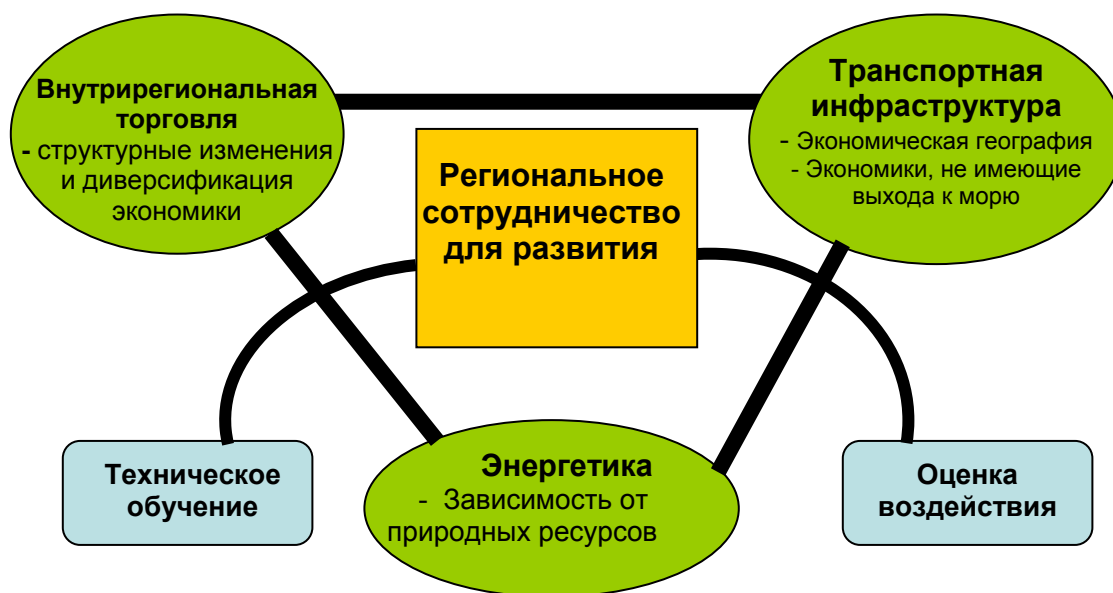 Внутрирегиональная
торговля
- структурные изменения
и диверсификация
экономики
Транспортная
инфраструктура
- Экономическая география
- Экономики, не имеющие
выхода к морю
Региональное
сотрудничество
для развития
Техническое
обучение
Энергетика
- Зависимость от
природных ресурсов
Оценка
воздействия